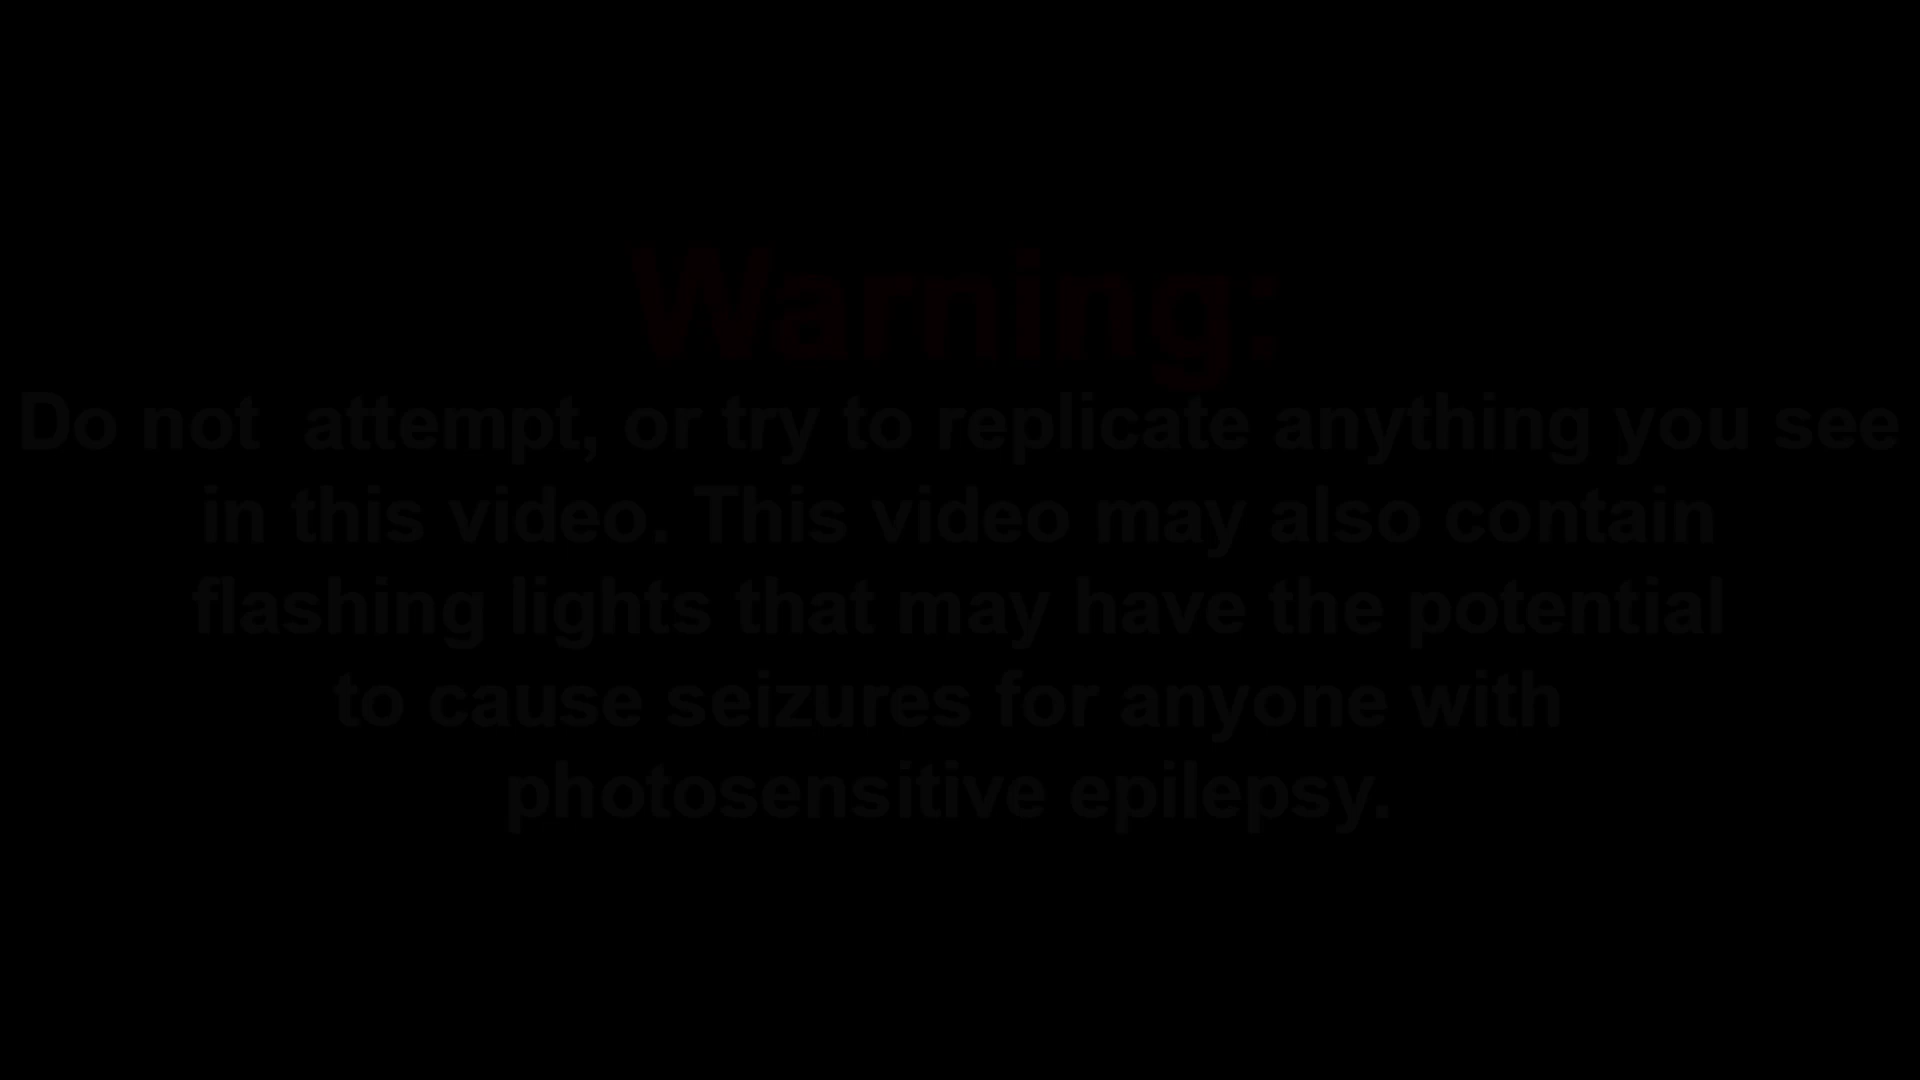 Warning:
Do not  attempt, or try to replicate anything you see
in this video. This video may also contain
flashing lights that may have the potential
to cause seizures for anyone with
photosensitive epilepsy.